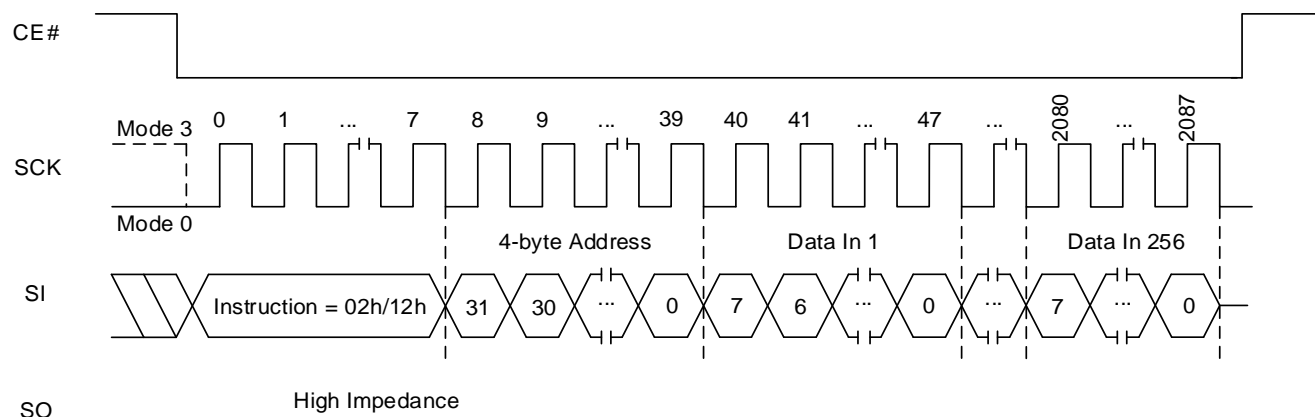 CE#
Mode 3
0 1 ... 7 8 9 ... 39 40 41 ... 47 ... 2080 ... 2087
SCK
Mode 0
4-byte Address Data In 1 Data In 256
SI
Instruction = 02h/12h 31 30 ... 0 7 6 ... 0 ... 7 ... 0
High Impedance
SO